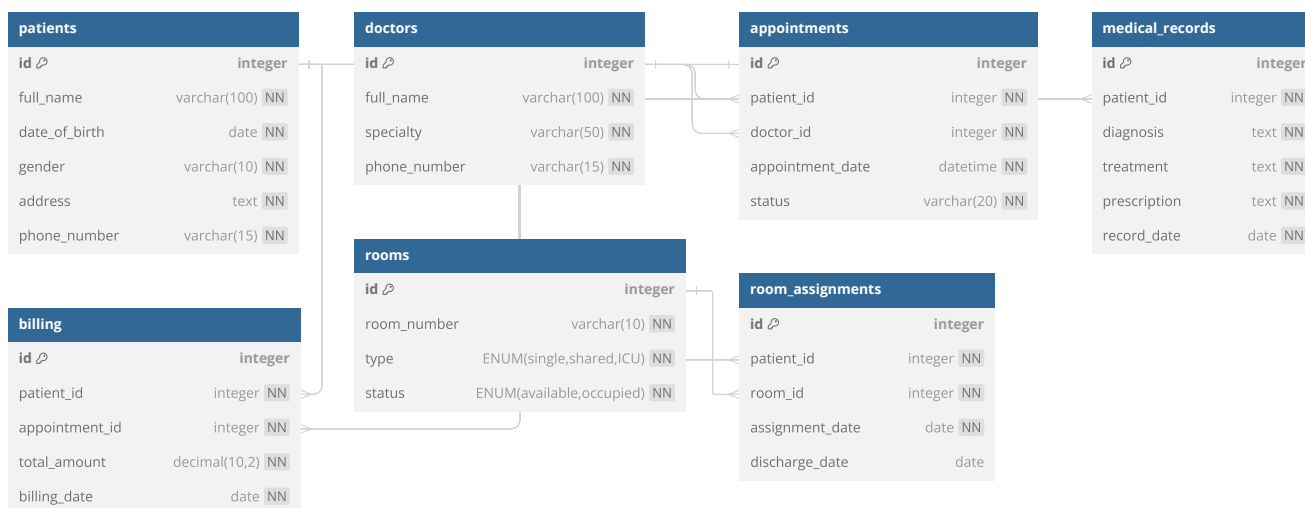 patients
id integer
full_name varchar(100) NN
date_of_birth date NN
gender varchar(10) NN
address text NN
phone_number varchar(15) NN
doctors
id integer
full_name varchar(100) NN
specialty varchar(50) NN
phone_number varchar(15) NN
appointments
id integer
patient_id integer NN
doctor_id integer NN
appointment_date datetime NN
status varchar(20) NN
medical_records
id integer
patient_id integer NN
diagnosis text NN
treatment text NN
prescription text NN
record_date date NN
rooms
id integer
room_number varchar(10) NN
type ENUM(single,shared,ICU) NN
status ENUM(available,occupied) NN
room_assignments
id integer
patient_id integer NN
room_id integer NN
assignment_date date NN
discharge_date date
billing
id integer
patient_id integer NN
appointment_id integer NN
total_amount decimal(10,2) NN
billing_date date NN